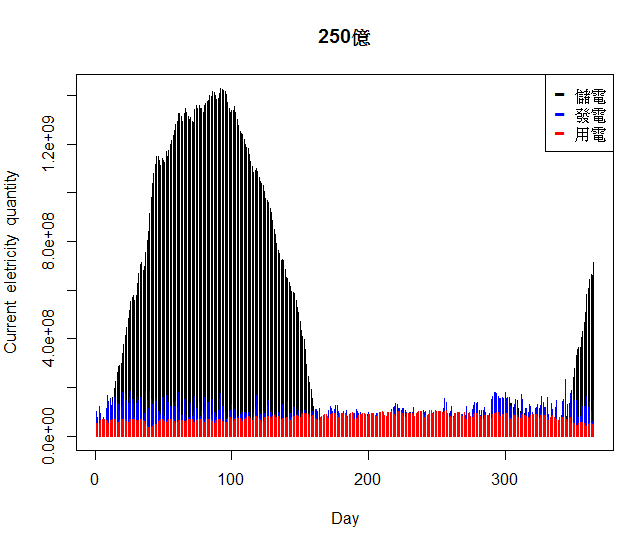 250億
儲電
發電
用電
Current eletricity quantity
0.0e+00
4.0e+08
8.0e+08
1.2e+09
0
100
200
300
Day